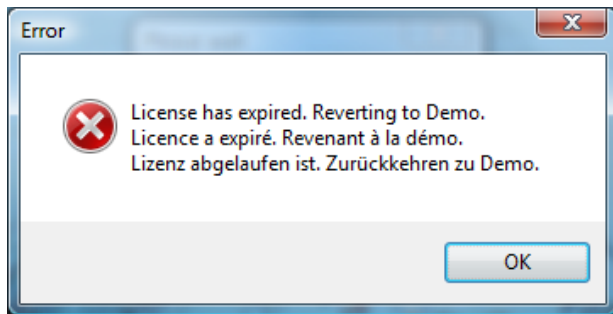 Error
License has expired. Reverting to Demo.
Licence a expiré. Revenant à la démo.
Lizenz abgelaufen ist. Zurückkehren zu Demo.
OK